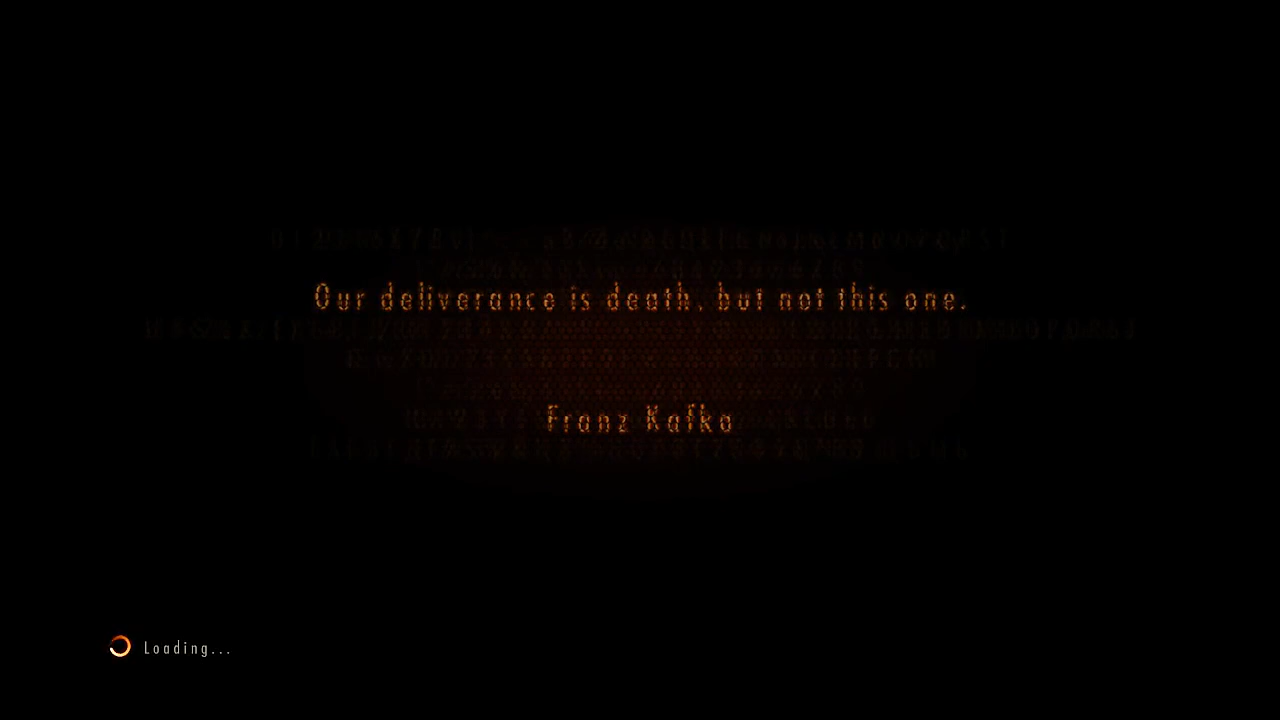 Our deliverance is death, but not this one.
Franz Kafka
Loading...